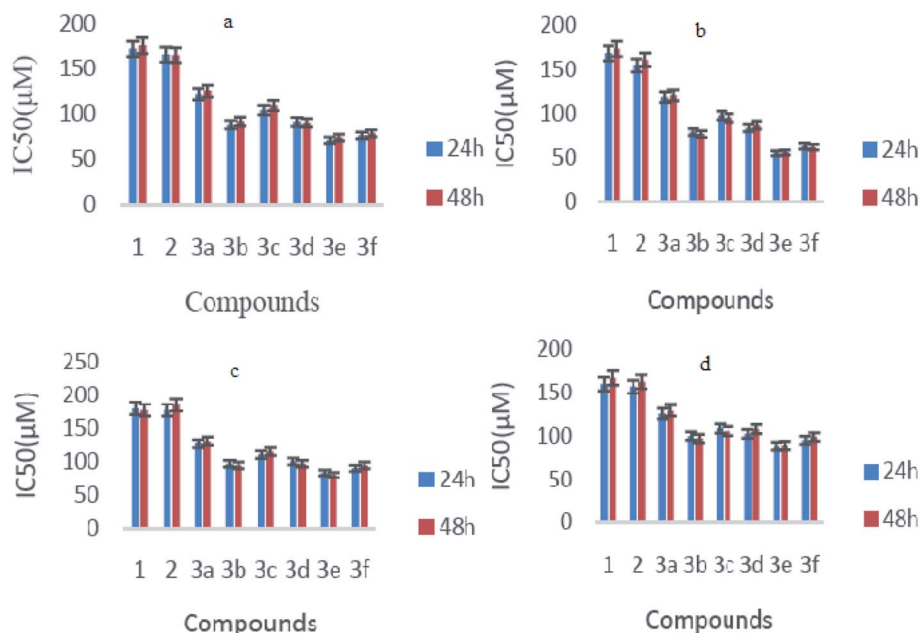 a
IC50(µM)
200
150
100
50
0
1 2 3a 3b 3c 3d 3e 3f
Compounds
24h
48h
b
IC50(µM)
200
150
100
50
0
1 2 3a 3b 3c 3d 3e 3f
Compounds
24h
48h
c
IC50(µM)
250
200
150
100
50
0
1 2 3a 3b 3c 3d 3e 3f
Compounds
24h
48h
d
IC50(µM)
200
150
100
50
0
1 2 3a 3b 3c 3d 3e 3f
Compounds
24h
48h